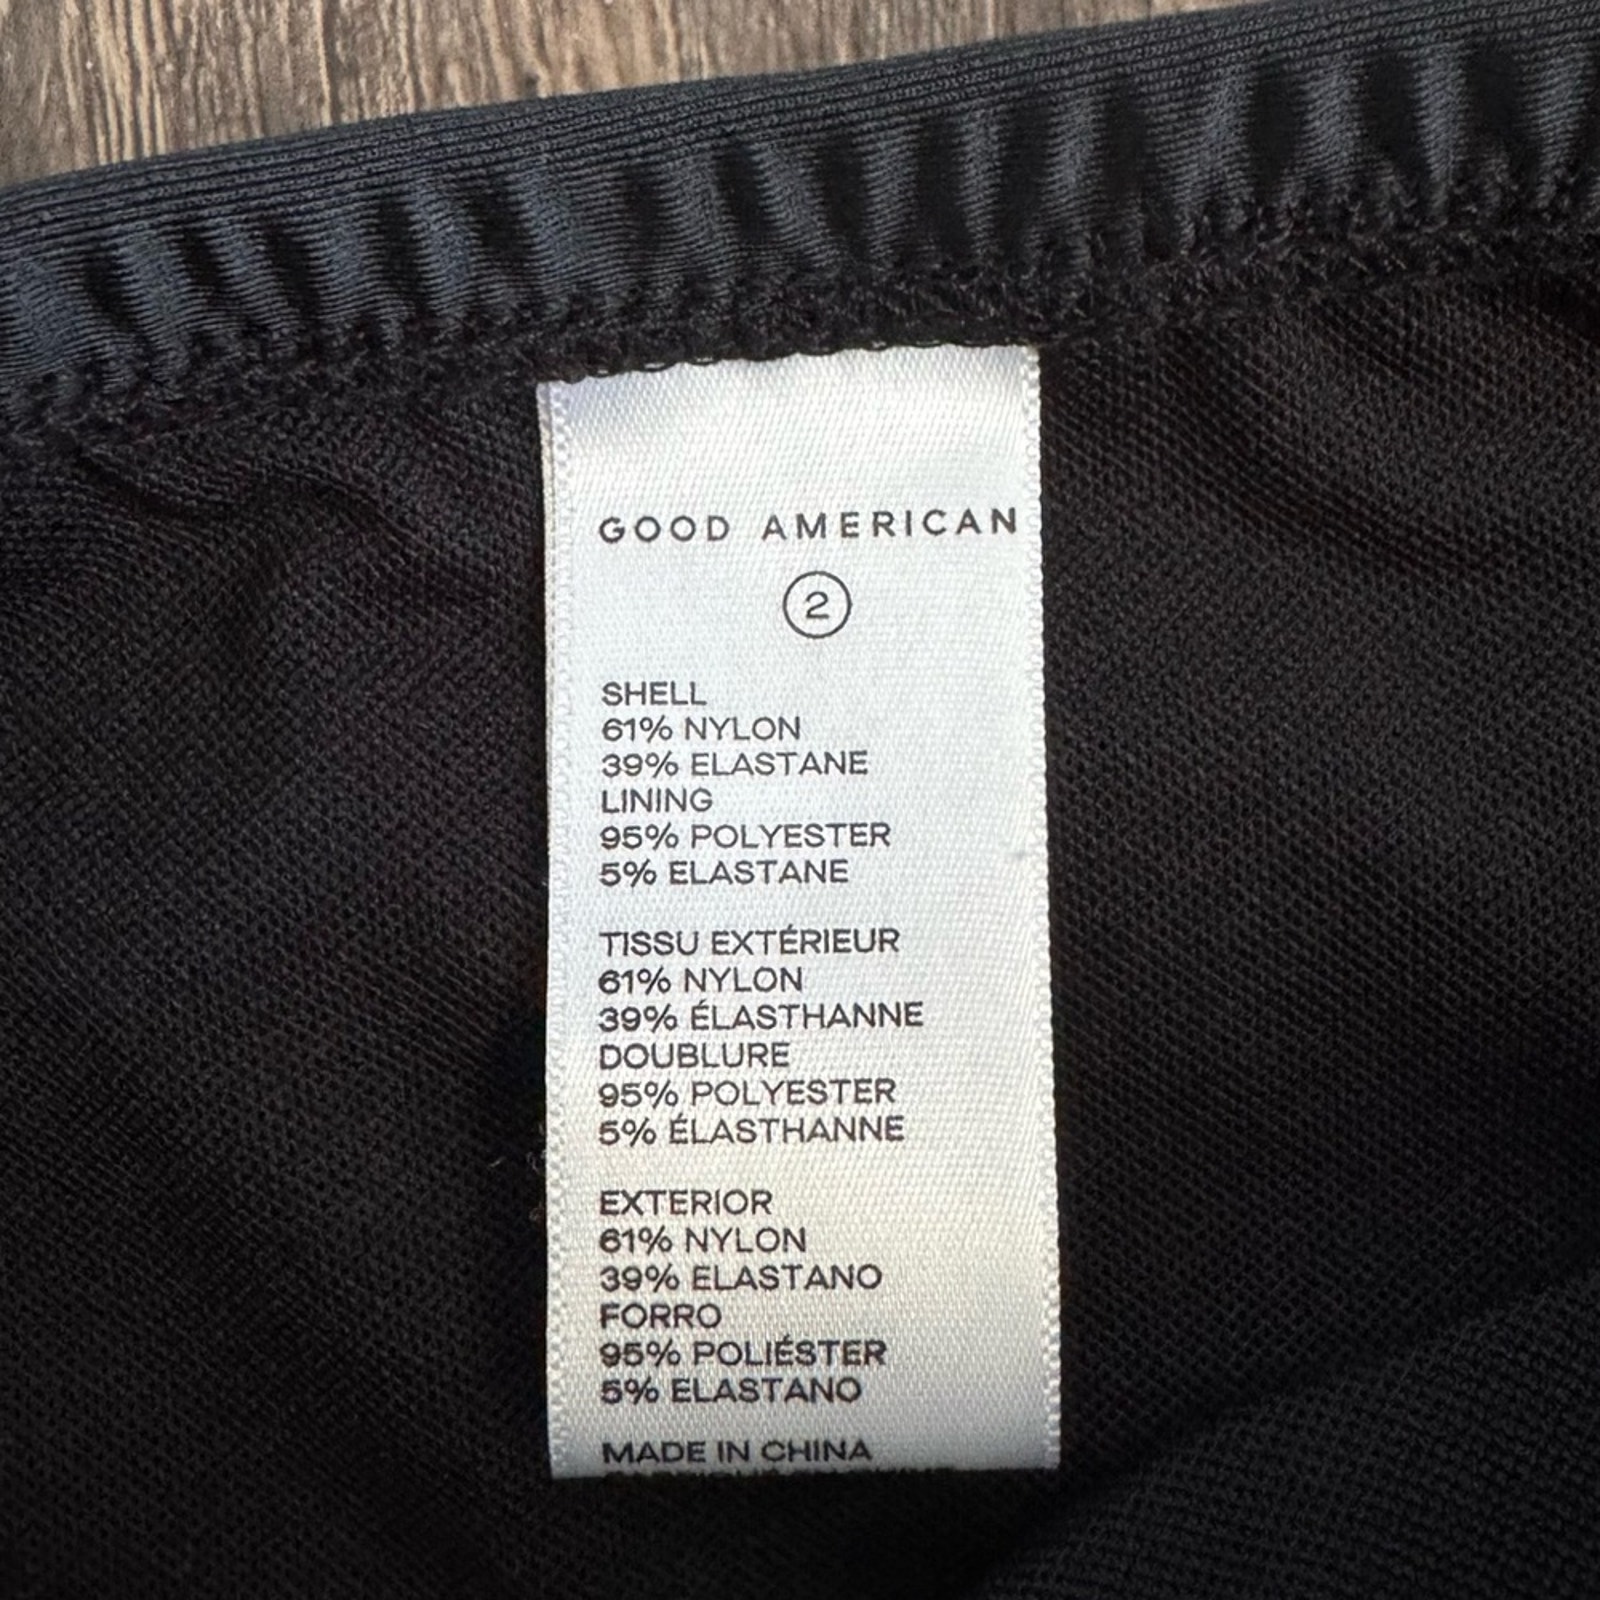 GOOD AMERICAN
2
SHELL
61% NYLON
39% ELASTANE
LINING
95% POLYESTER
5% ELASTANE
TISSU EXTÉRIEUR
61% NYLON
39% ÉLASTHANNE
DOUBLURE
95% POLYESTER
5% ÉLASTHANNE
EXTERIOR
61% NYLON
39% ELASTANO
FORRO
95% POLIÉSTER
5% ELASTANO
MADE IN CHINA